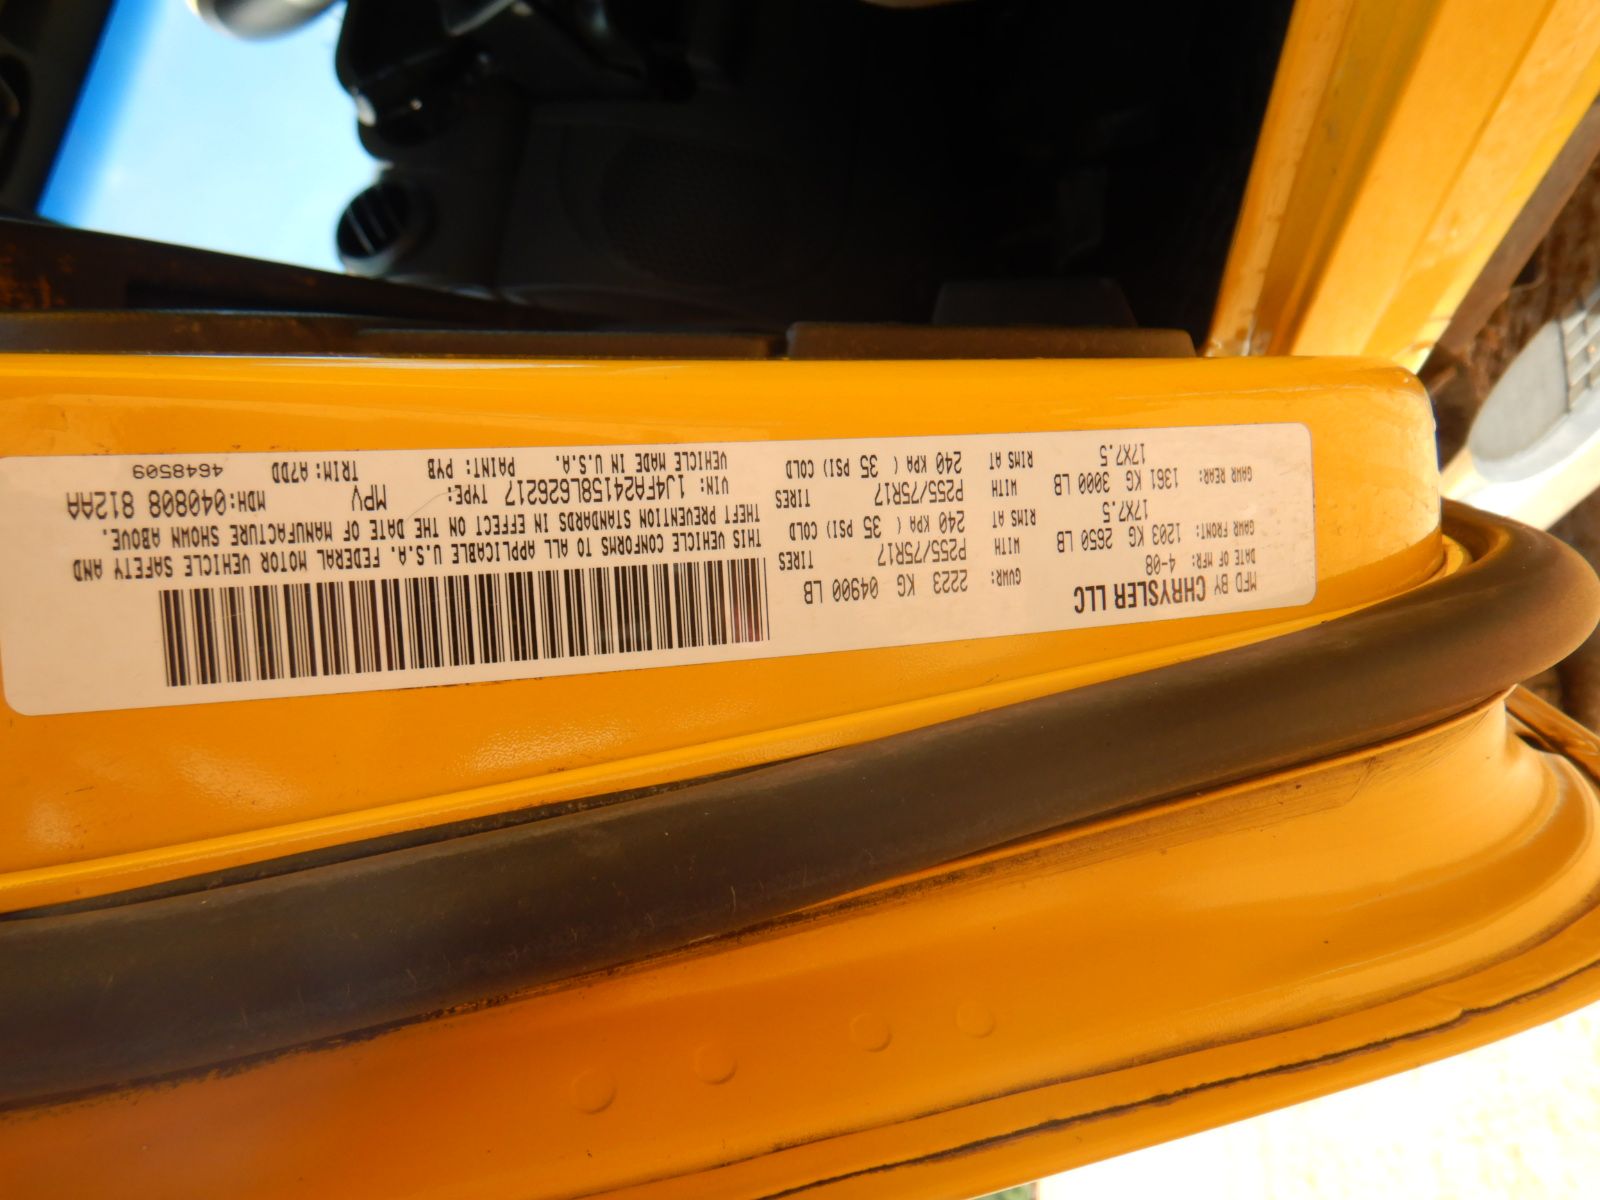 MFD BY CHRYSLER LLC
DATE OF MFR: 4-08
GVWR: 2223 KG 04900 LB
GAWR FRONT: 1203 KG 2650 LB
WITH P255/75R17 TIRES
17X7.5 RIMS AT 240 KPA ( 35 PSI) COLD
GAWR REAR: 1361 KG 3000 LB
WITH P255/75R17 TIRES
17X7.5 RIMS AT 240 KPA ( 35 PSI) COLD
THIS VEHICLE CONFORMS TO ALL APPLICABLE U.S.A. FEDERAL MOTOR VEHICLE SAFETY AND
THEFT PREVENTION STANDARDS IN EFFECT ON THE DATE OF MANUFACTURE SHOWN ABOVE.
VIN: 1J4FA24158L626217 TYPE: MPV MDH:040808 812AA
VEHICLE MADE IN U.S.A. PAINT: PYB TRIM: A7DD 4648509